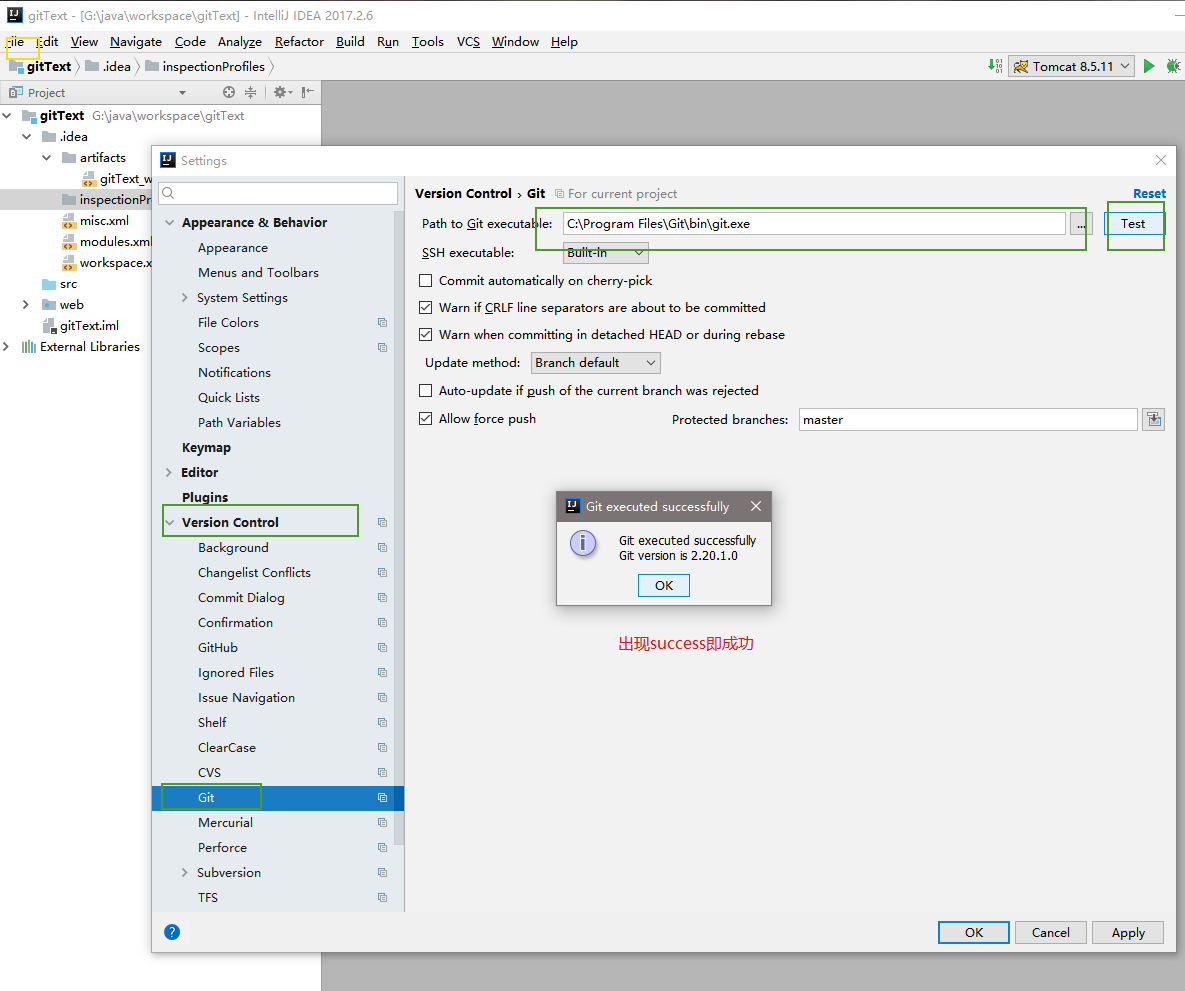 gitText - [G:\java\workspace\gitText] - IntelliJ IDEA 2017.2.6
File Edit View Navigate Code Analyze Refactor Build Run Tools VCS Window Help
gitText .idea inspectionProfiles
Tomcat 8.5.11
Project
gitText G:\java\workspace\gitText
.idea
artifacts
gitText_w
inspectionPr
misc.xml
modules.xml
workspace.x
src
web
gitText.iml
External Libraries
Settings
Appearance & Behavior
Appearance
Menus and Toolbars
System Settings
File Colors
Scopes
Notifications
Quick Lists
Path Variables
Keymap
Editor
Plugins
Version Control
Background
Changelist Conflicts
Commit Dialog
Confirmation
GitHub
Ignored Files
Issue Navigation
Shelf
ClearCase
CVS
Git
Mercurial
Perforce
Subversion
TFS
Version Control › Git For current project Reset
Path to Git executable: C:\Program Files\Git\bin\git.exe ... Test
SSH executable: Built-in
Commit automatically on cherry-pick
Warn if CRLF line separators are about to be committed
Warn when committing in detached HEAD or during rebase
Update method: Branch default
Auto-update if push of the current branch was rejected
Allow force push Protected branches: master
Git executed successfully
Git executed successfully
Git version is 2.20.1.0
OK
出现success即成功
? OK Cancel Apply